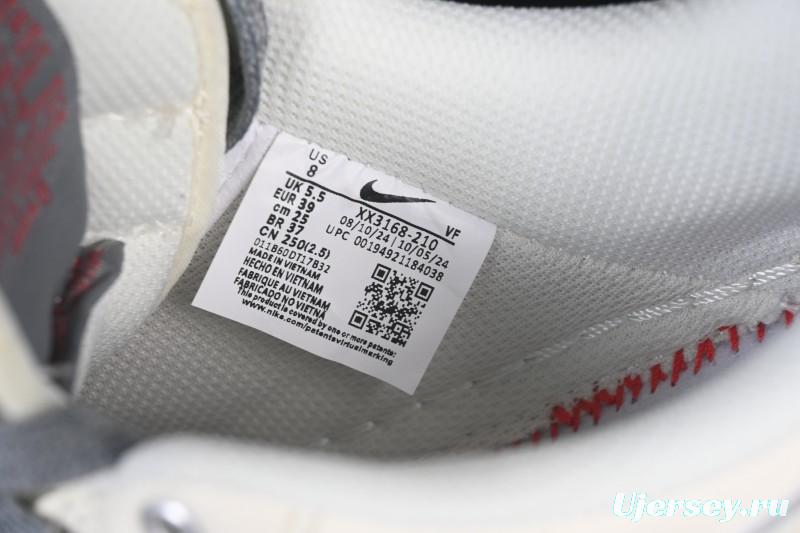 US
8
UK 5.5
EUR 39
cm 25
BR 37
CN 250(2.5)
011B60DT17B32
MADE IN VIETNAM
HECHO EN VIETNAM
FABRIQUE AU VIETNAM
FABRICADO NO VIETNA
This product is covered by one or more patents:
www.nike.com/patentsvirtualmarking
XX3168-210 VF
08/10/24 | 10/05/24
UPC 00194921184038
Ujersey.ru